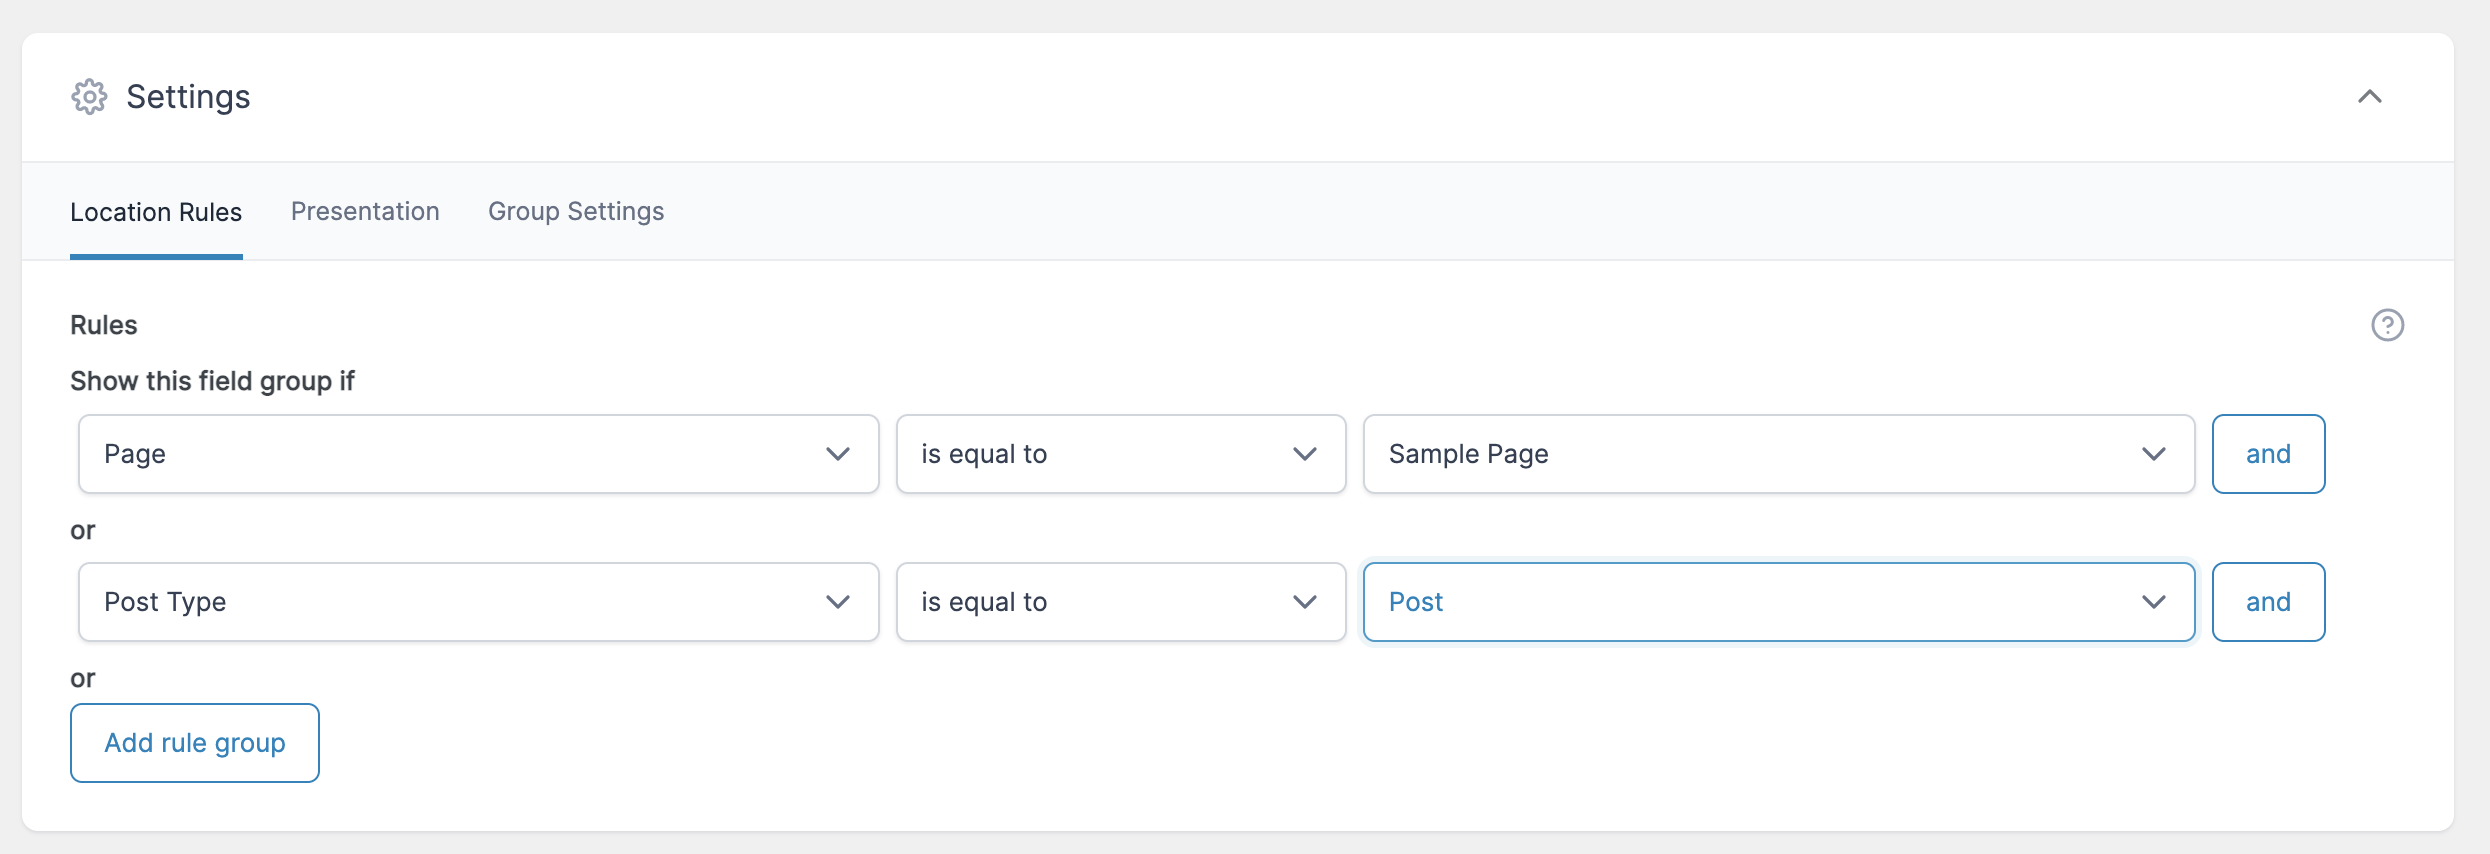 Settings
Location Rules Presentation Group Settings
Rules
Show this field group if
Page is equal to Sample Page and
or
Post Type is equal to Post and
or
Add rule group